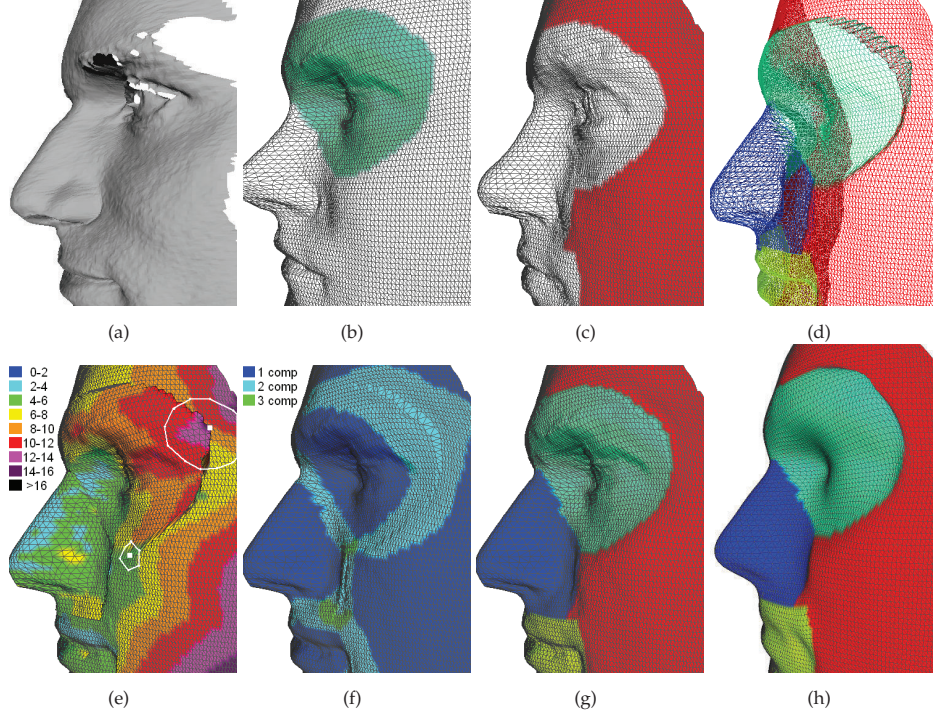 (a)
(b)
(c)
(d)
0-2
2-4
4-6
6-8
8-10
10-12
12-14
14-16
>16
1 comp
2 comp
3 comp
(e)
(f)
(g)
(h)